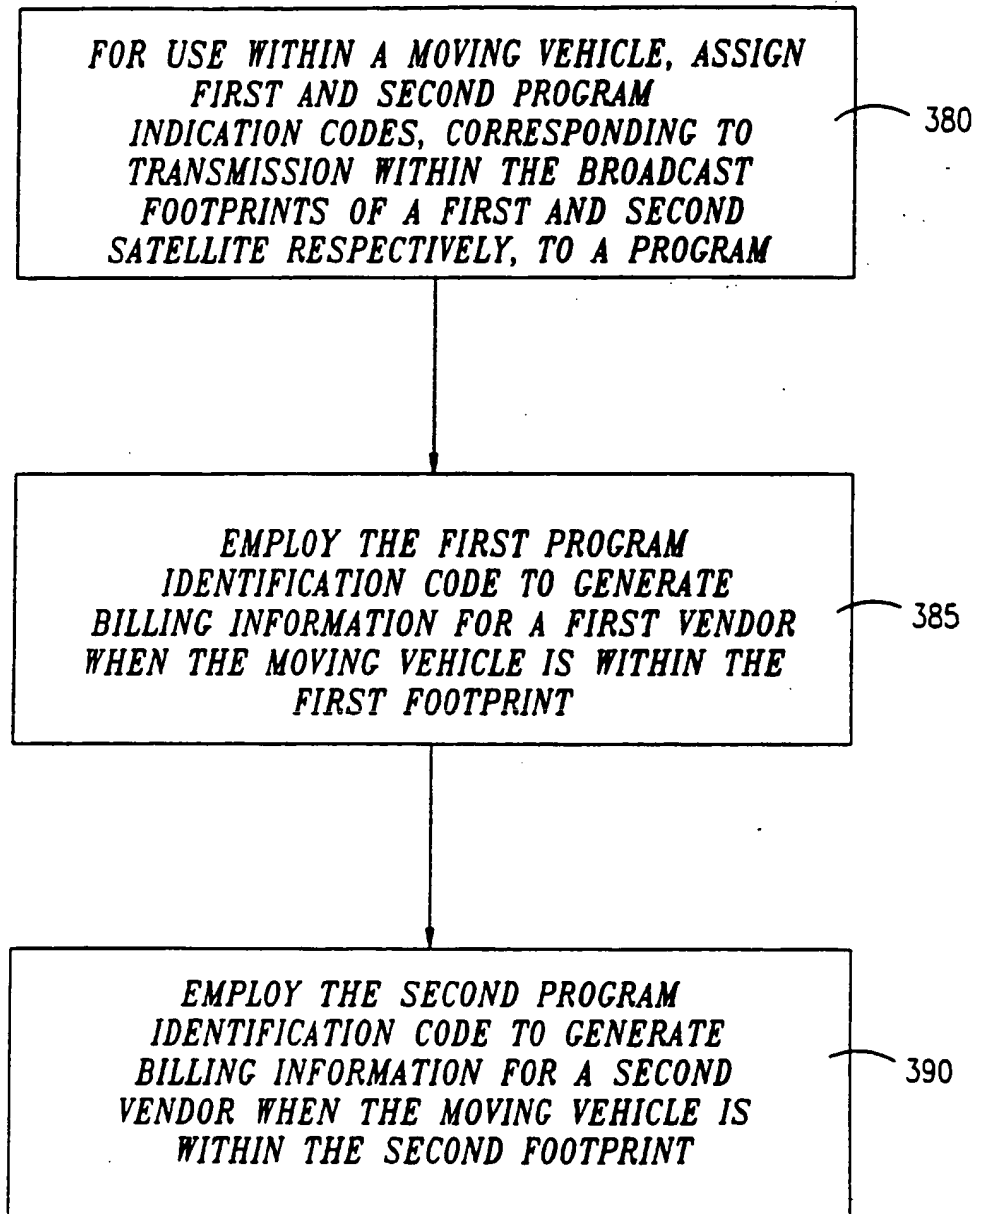 FOR USE WITHIN A MOVING VEHICLE, ASSIGN
FIRST AND SECOND PROGRAM
INDICATION CODES, CORRESPONDING TO
TRANSMISSION WITHIN THE BROADCAST
FOOTPRINTS OF A FIRST AND SECOND
SATELLITE RESPECTIVELY, TO A PROGRAM
380
EMPLOY THE FIRST PROGRAM
IDENTIFICATION CODE TO GENERATE
BILLING INFORMATION FOR A FIRST VENDOR
WHEN THE MOVING VEHICLE IS WITHIN THE
FIRST FOOTPRINT
385
EMPLOY THE SECOND PROGRAM
IDENTIFICATION CODE TO GENERATE
BILLING INFORMATION FOR A SECOND
VENDOR WHEN THE MOVING VEHICLE IS
WITHIN THE SECOND FOOTPRINT
390